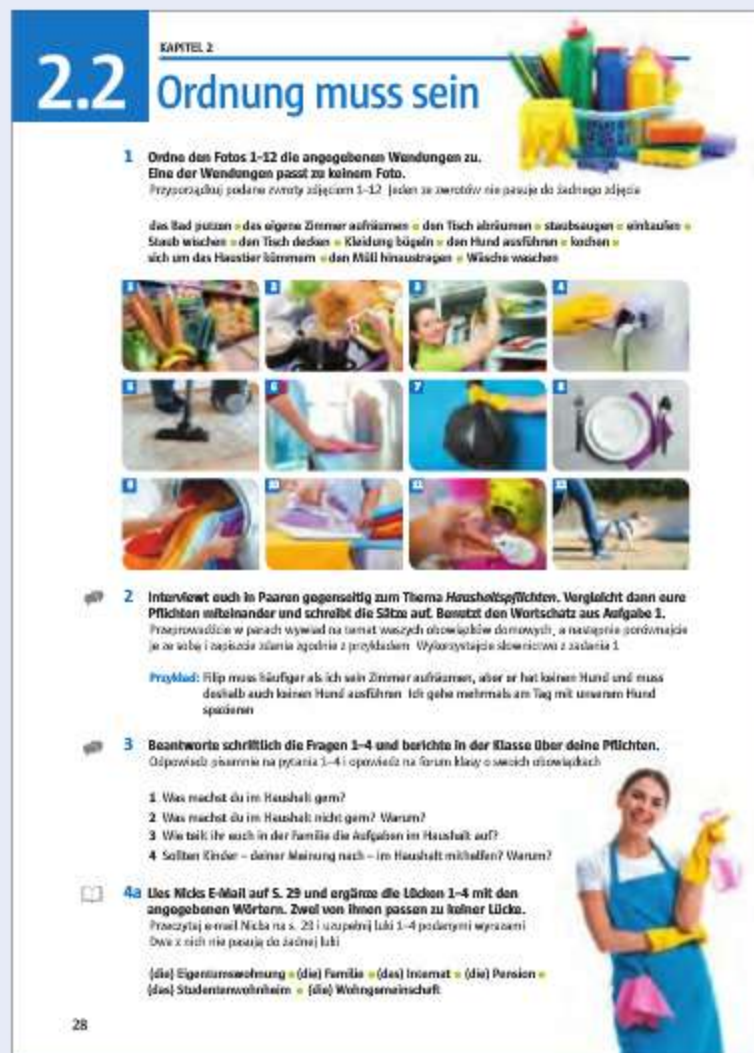 KAPITEL 2
2.2 Ordnung muss sein
1 Ordne den Fotos 1–12 die angegebenen Wendungen zu.
Eine der Wendungen passt zu keinem Foto.
Przyporządkuj podane zwroty zdjęciom 1–12 Jeden ze zwrotów nie pasuje do żadnego zdjęcia
das Bad putzen • das eigene Zimmer aufräumen • den Tisch abräumen • staubsaugen • einkaufen •
Staub wischen • den Tisch decken • Kleidung bügeln • den Hund ausführen • kochen •
sich um das Haustier kümmern • den Müll hinaustragen • Wäsche waschen
1 2 3 4
5 6 7 8
9 10 11 12
2 Interviewt euch in Paaren gegenseitig zum Thema Haushaltspflichten. Vergleicht dann eure
Pflichten miteinander und schreibt die Sätze auf. Benutzt den Wortschatz aus Aufgabe 1.
Przeprowadźcie w parach wywiad na temat waszych obowiązków domowych, a następnie porównajcie
je ze sobą i zapiszcie zdania zgodnie z przykładem Wykorzystajcie słownictwo z zadania 1
Przykład: Filip muss häufiger als ich sein Zimmer aufräumen, aber er hat keinen Hund und muss
deshalb auch keinen Hund ausführen Ich gehe mehrmals am Tag mit unserem Hund
spazieren
3 Beantworte schriftlich die Fragen 1–4 und berichte in der Klasse über deine Pflichten.
Odpowiedz pisemnie na pytania 1–4 i opowiedz na forum klasy o swoich obowiązkach
1 Was machst du im Haushalt gern?
2 Was machst du im Haushalt nicht gern? Warum?
3 Wie teilt ihr euch in der Familie die Aufgaben im Haushalt auf?
4 Sollten Kinder – deiner Meinung nach – im Haushalt mithelfen? Warum?
4a Lies Nicks E-Mail auf S. 29 und ergänze die Lücken 1–4 mit den
angegebenen Wörtern. Zwei von ihnen passen zu keiner Lücke.
Przeczytaj e-mail Nicka na s. 29 i uzupełnij luki 1–4 podanymi wyrazami
Dwa z nich nie pasują do żadnej luki
(die) Eigentumswohnung • (die) Familie • (das) Internat • (die) Pension •
(das) Studentenwohnheim • (die) Wohngemeinschaft
28